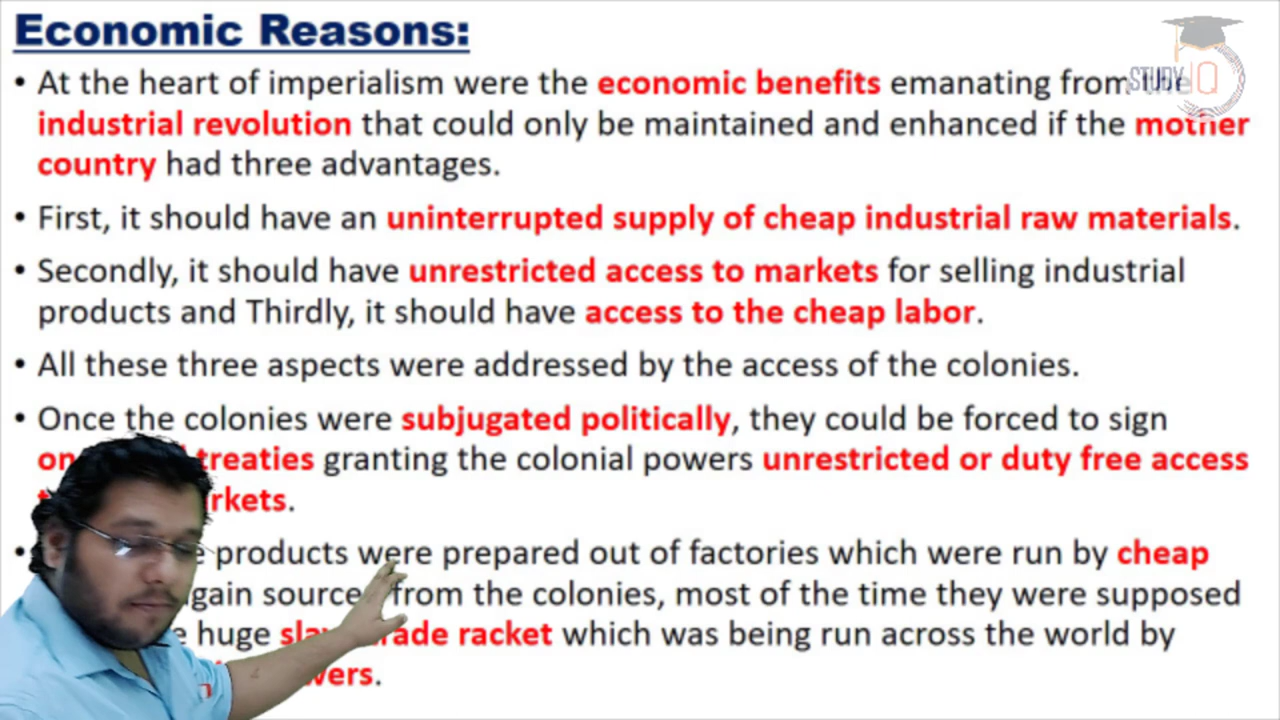 Economic Reasons:
STUDY IQ
• At the heart of imperialism were the economic benefits emanating from the
industrial revolution that could only be maintained and enhanced if the mother
country had three advantages.
• First, it should have an uninterrupted supply of cheap industrial raw materials.
• Secondly, it should have unrestricted access to markets for selling industrial
products and Thirdly, it should have access to the cheap labor.
• All these three aspects were addressed by the access of the colonies.
• Once the colonies were subjugated politically, they could be forced to sign
treaties granting the colonial powers unrestricted or duty free access
.
• products were prepared out of factories which were run by cheap
from the colonies, most of the time they were supposed
huge racket which was being run across the world by
.